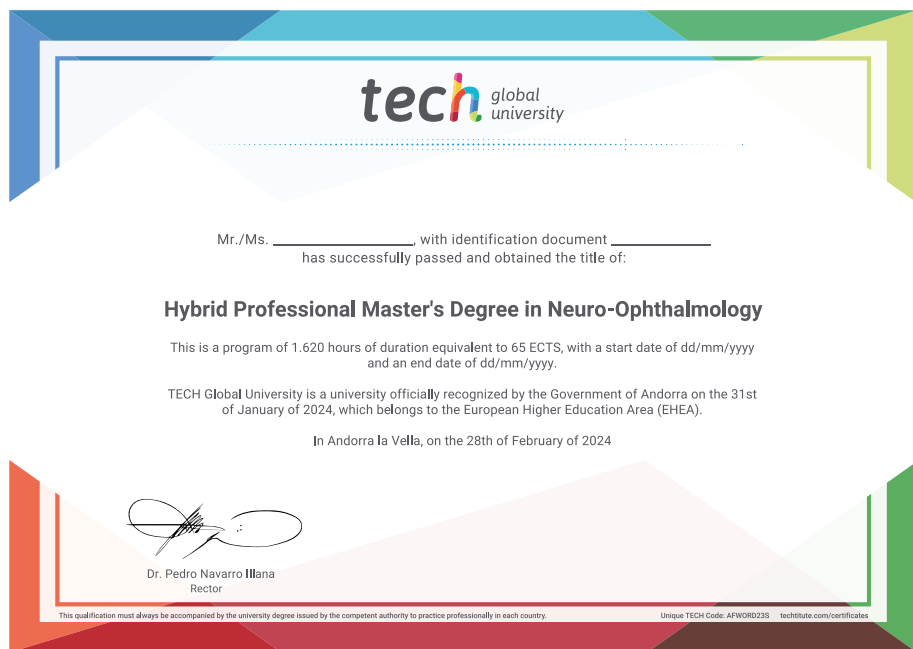 tech global university
Mr./Ms. ____________________, with identification document ______________
has successfully passed and obtained the title of:
Hybrid Professional Master's Degree in Neuro-Ophthalmology
This is a program of 1.620 hours of duration equivalent to 65 ECTS, with a start date of dd/mm/yyyy
and an end date of dd/mm/yyyy.
TECH Global University is a university officially recognized by the Government of Andorra on the 31st
of January of 2024, which belongs to the European Higher Education Area (EHEA).
In Andorra la Vella, on the 28th of February of 2024
Dr. Pedro Navarro Illana
Rector
This qualification must always be accompanied by the university degree issued by the competent authority to practice professionally in each country.
Unique TECH Code: AFWORD23S techtitute.com/certificates